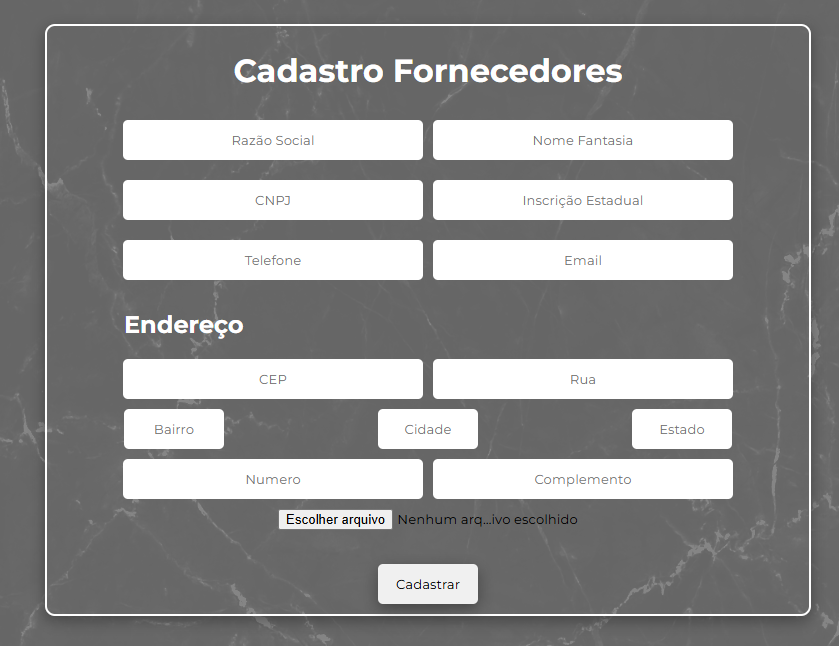 Cadastro Fornecedores
Razão Social Nome Fantasia
CNPJ Inscrição Estadual
Telefone Email
Endereço
CEP Rua
Bairro Cidade Estado
Numero Complemento
Escolher arquivo Nenhum arq...ivo escolhido
Cadastrar